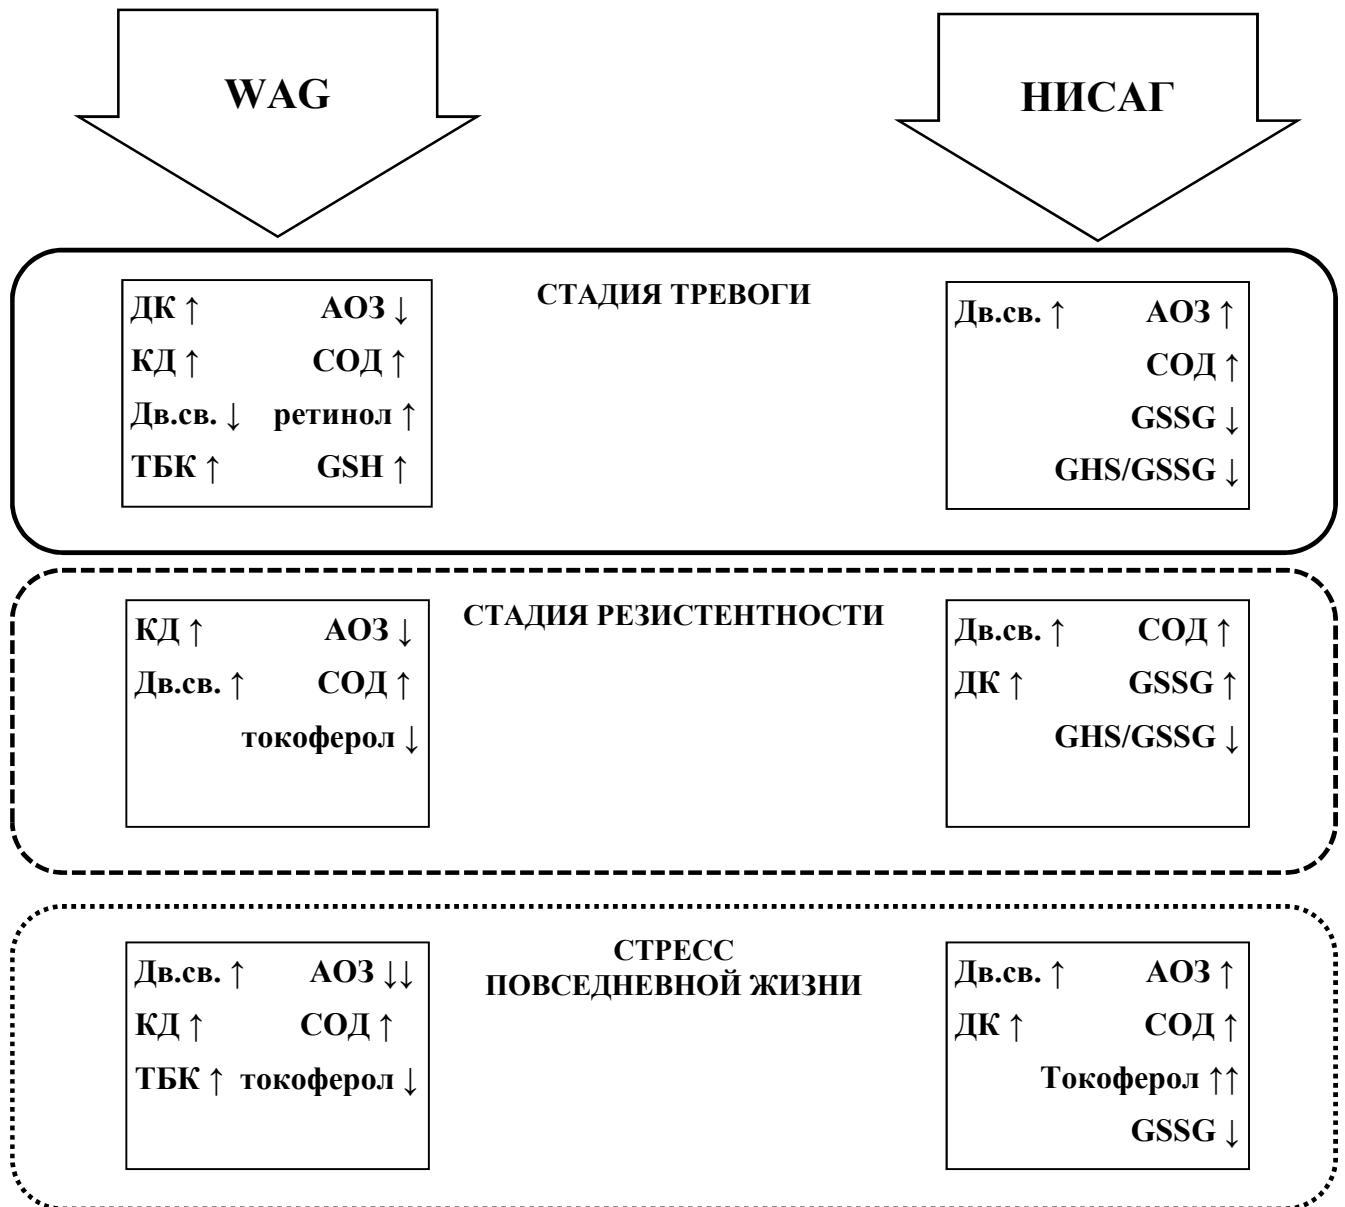 WAG
НИСАГ
СТАДИЯ ТРЕВОГИ
ДК ↑ АОЗ ↓
КД ↑ СОД ↑
Дв.св. ↓ ретинол ↑
ТБК ↑ GSH ↑
Дв.св. ↑ АОЗ ↑
СОД ↑
GSSG ↓
GHS/GSSG ↓
СТАДИЯ РЕЗИСТЕНТНОСТИ
КД ↑ АОЗ ↓
Дв.св. ↑ СОД ↑
токоферол ↓
Дв.св. ↑ СОД ↑
ДК ↑ GSSG ↑
GHS/GSSG ↓
СТРЕСС
ПОВСЕДНЕВНОЙ ЖИЗНИ
Дв.св. ↑ АОЗ ↓↓
КД ↑ СОД ↑
ТБК ↑ токоферол ↓
Дв.св. ↑ АОЗ ↑
ДК ↑ СОД ↑
Токоферол ↑↑
GSSG ↓